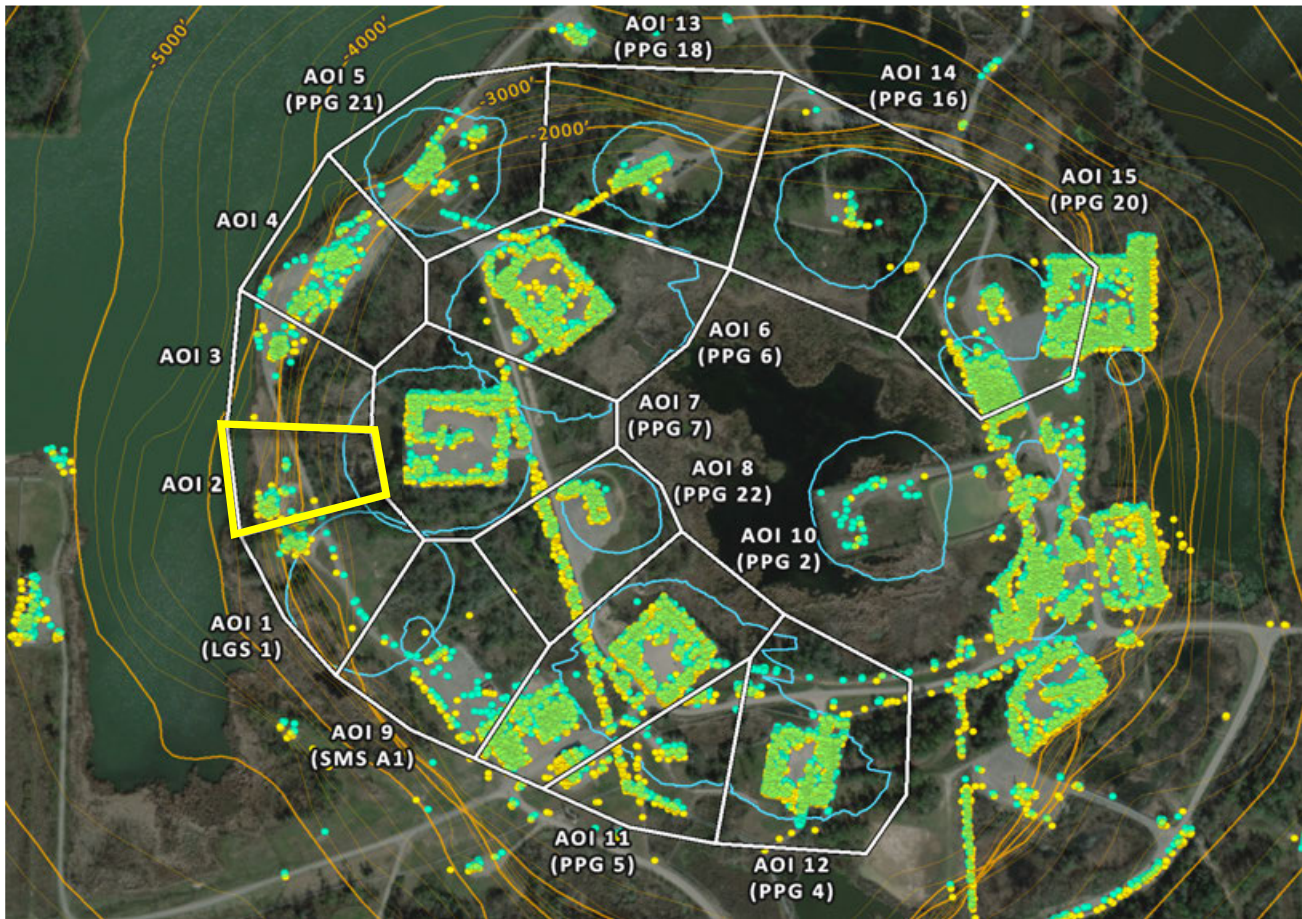 -5000'
-4000'
-3000'
-2000'
AOI 13
(PPG 18)
AOI 5
(PPG 21)
AOI 14
(PPG 16)
AOI 15
(PPG 20)
AOI 4
AOI 3
AOI 6
(PPG 6)
AOI 7
(PPG 7)
AOI 2
AOI 8
(PPG 22)
AOI 10
(PPG 2)
AOI 1
(LGS 1)
AOI 9
(SMS A1)
AOI 11
(PPG 5)
AOI 12
(PPG 4)